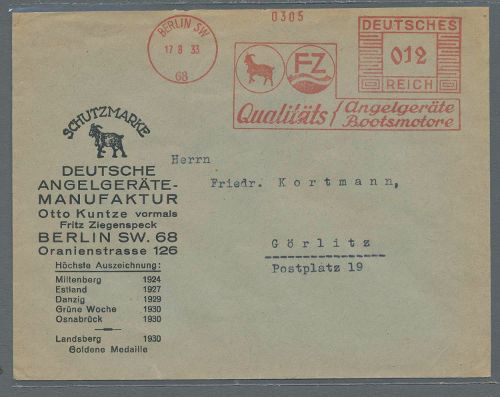 BERLIN SW
17 8 33
68
0305
DEUTSCHES
012
REICH
FZ
Qualitäts
Angelgeräte
Bootsmotore
SCHUTZMARKE
DEUTSCHE
ANGELGERÄTE-
MANUFAKTUR
Otto Kuntze vormals
Fritz Ziegenspeck
BERLIN SW. 68
Oranienstrasse 126
Höchste Auszeichnung:
Miltenberg 1924
Estland 1927
Danzig 1929
Grüne Woche 1930
Osnabrück 1930
Landsberg 1930
Goldene Medaille
Herrn
Friedr. Kortmann,
Görlitz
Postplatz 19